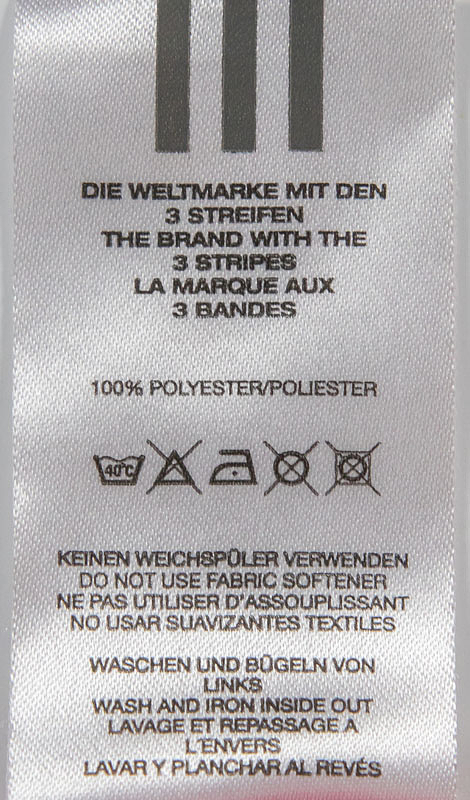 DIE WELTMARKE MIT DEN
3 STREIFEN
THE BRAND WITH THE
3 STRIPES
LA MARQUE AUX
3 BANDES
100% POLYESTER/POLIESTER
40°C
KEINEN WEICHSPÜLER VERWENDEN
DO NOT USE FABRIC SOFTENER
NE PAS UTILISER D'ASSOUPLISSANT
NO USAR SUAVIZANTES TEXTILES
WASCHEN UND BÜGELN VON
LINKS
WASH AND IRON INSIDE OUT
LAVAGE ET REPASSAGE A
L'ENVERS
LAVAR Y PLANCHAR AL REVÉS